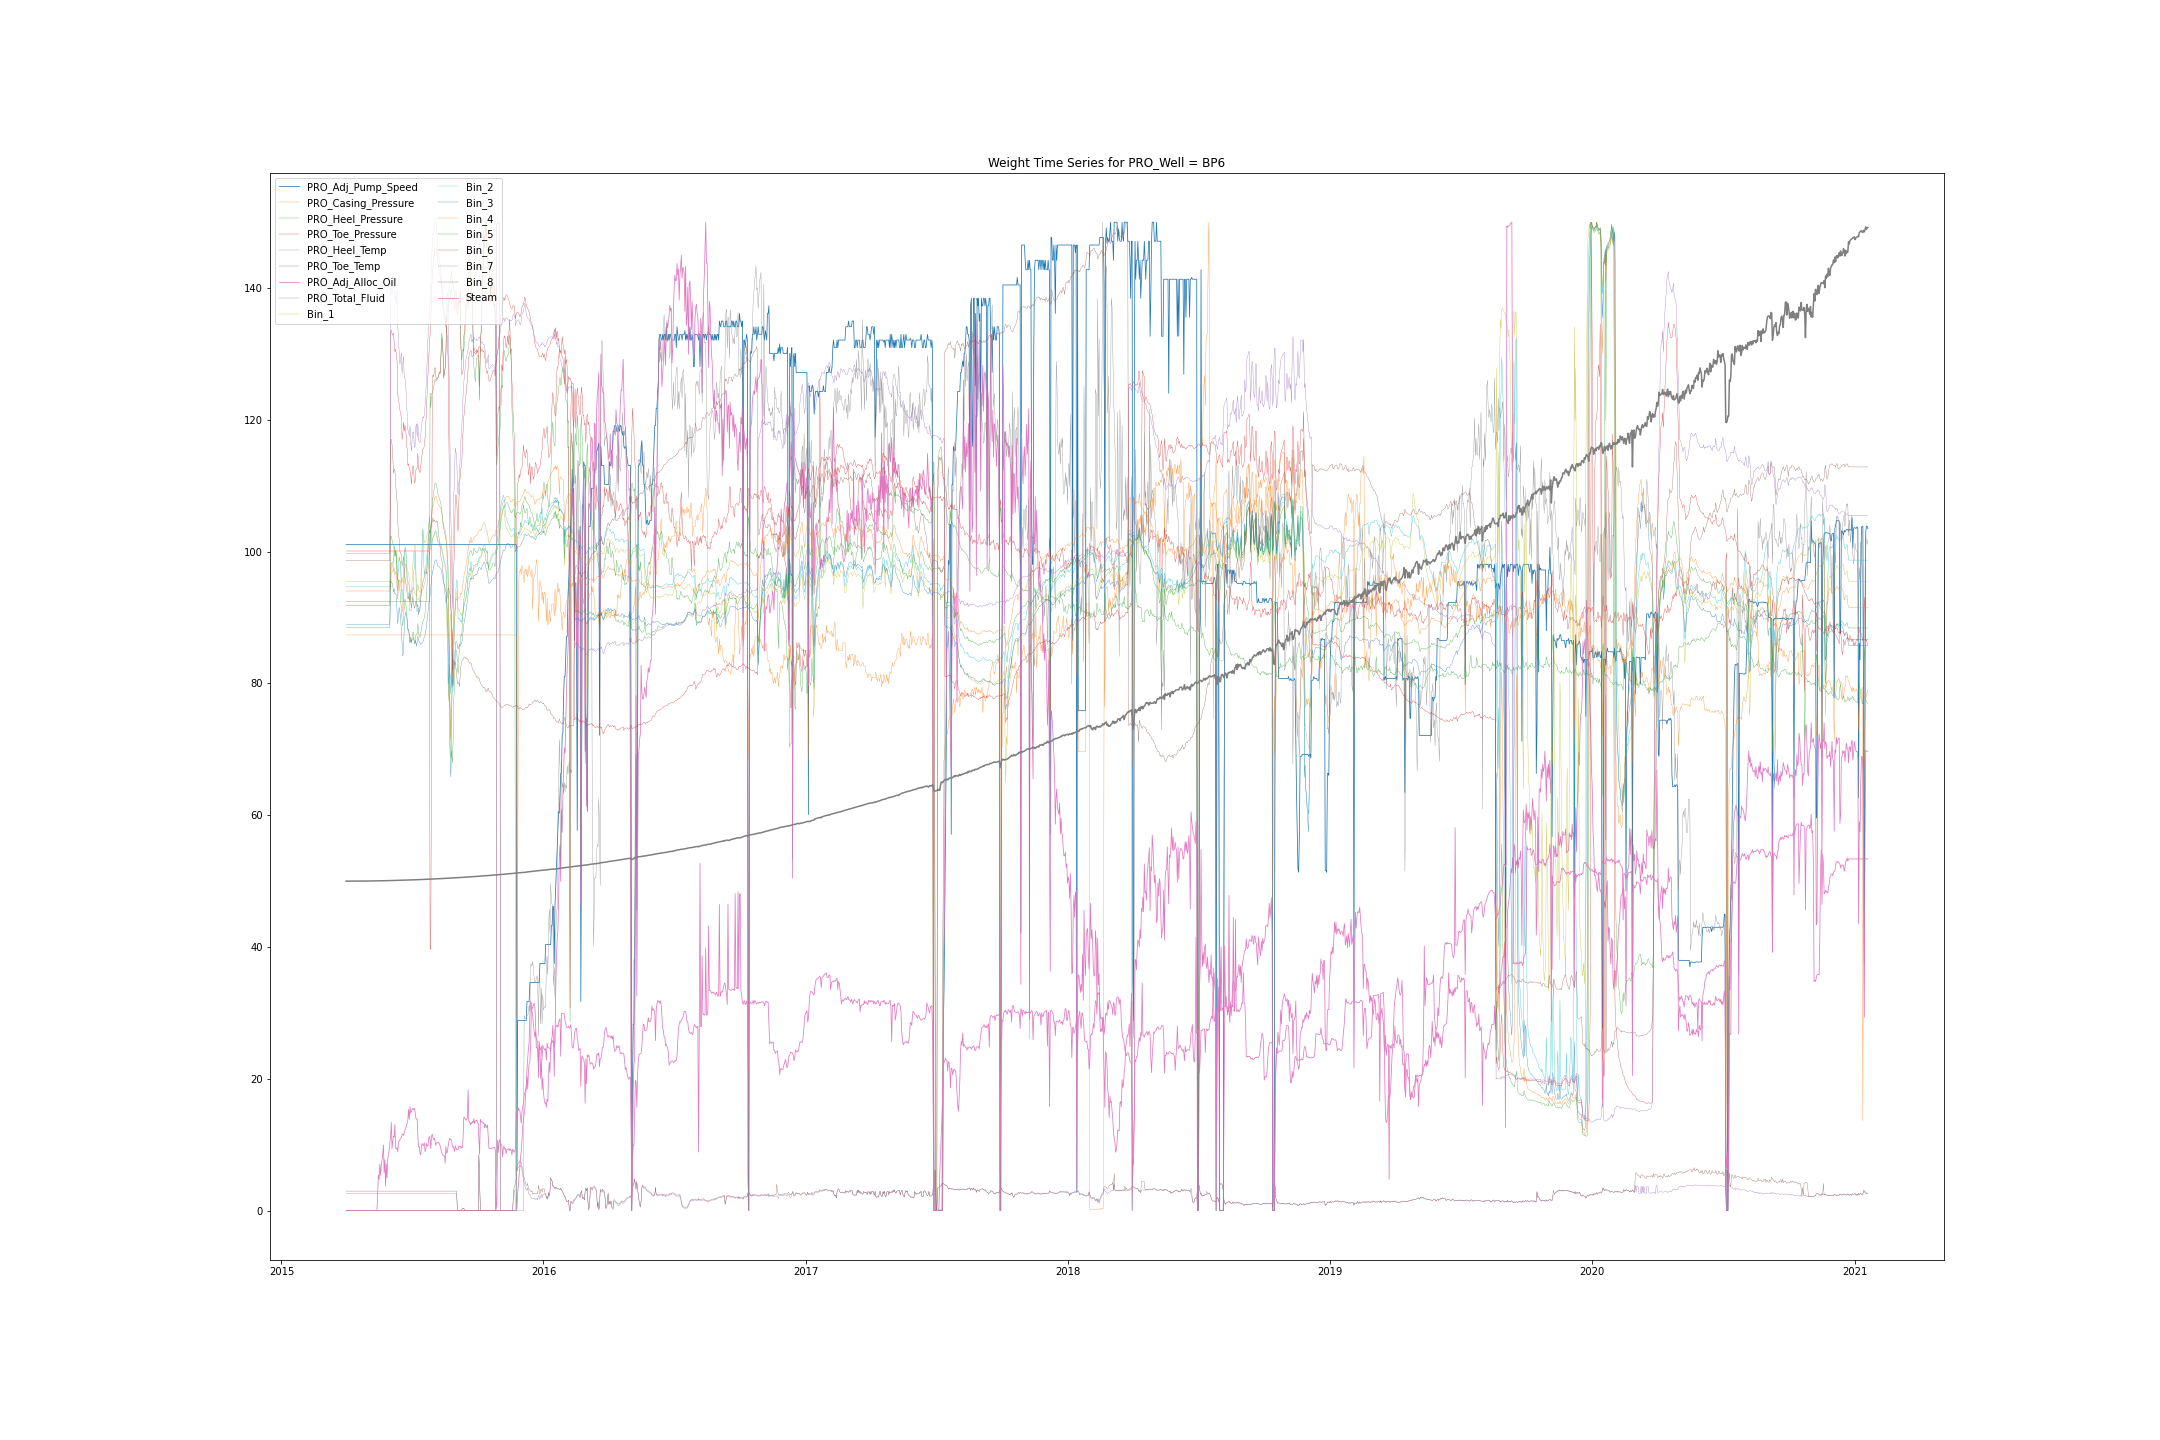 Weight Time Series for PRO_Well = BP6
PRO_Adj_Pump_Speed
PRO_Casing_Pressure
PRO_Heel_Pressure
PRO_Toe_Pressure
PRO_Heel_Temp
PRO_Toe_Temp
PRO_Adj_Alloc_Oil
PRO_Total_Fluid
Bin_1
Bin_2
Bin_3
Bin_4
Bin_5
Bin_6
Bin_7
Bin_8
Steam
140
120
100
80
60
40
20
0
2015 2016 2017 2018 2019 2020 2021